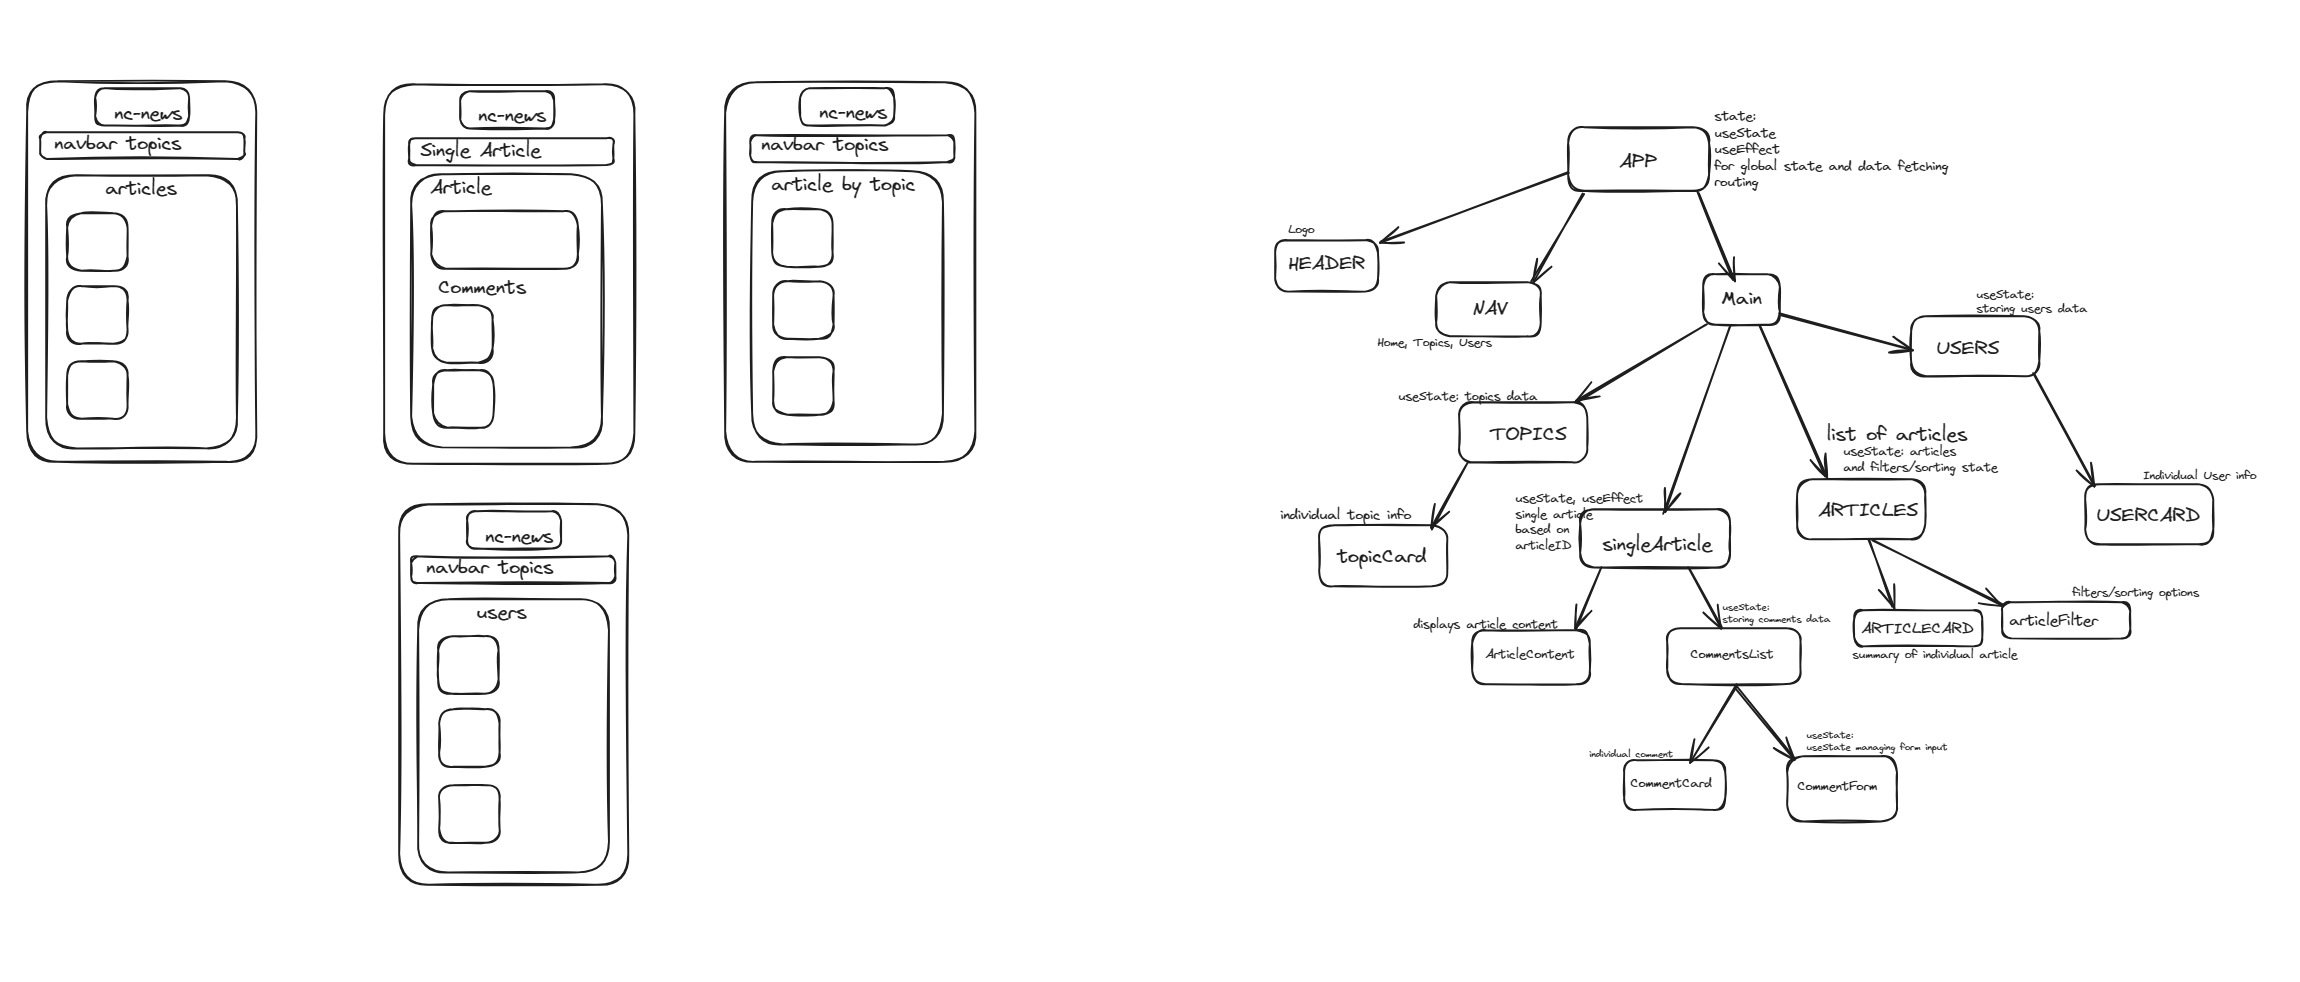 nc-news
navbar topics
articles
nc-news
Single Article
Article
Comments
nc-news
navbar topics
article by topic
nc-news
navbar topics
users
state:
useState
useEffect
for global state and data fetching
routing
APP
Logo
HEADER
NAV
Home, Topics, Users
Main
useState:
storing users data
USERS
useState: topics data
TOPICS
list of articles
useState: articles
and filters/sorting state
ARTICLES
Individual User info
USERCARD
individual topic info
topicCard
useState, useEffect
single article
based on
articleID
singleArticle
displays article content
ArticleContent
useState:
storing comments data
CommentsList
ARTICLECARD
summary of individual article
filters/sorting options
articleFilter
individual comment
CommentCard
useState:
useState managing form input
CommentForm